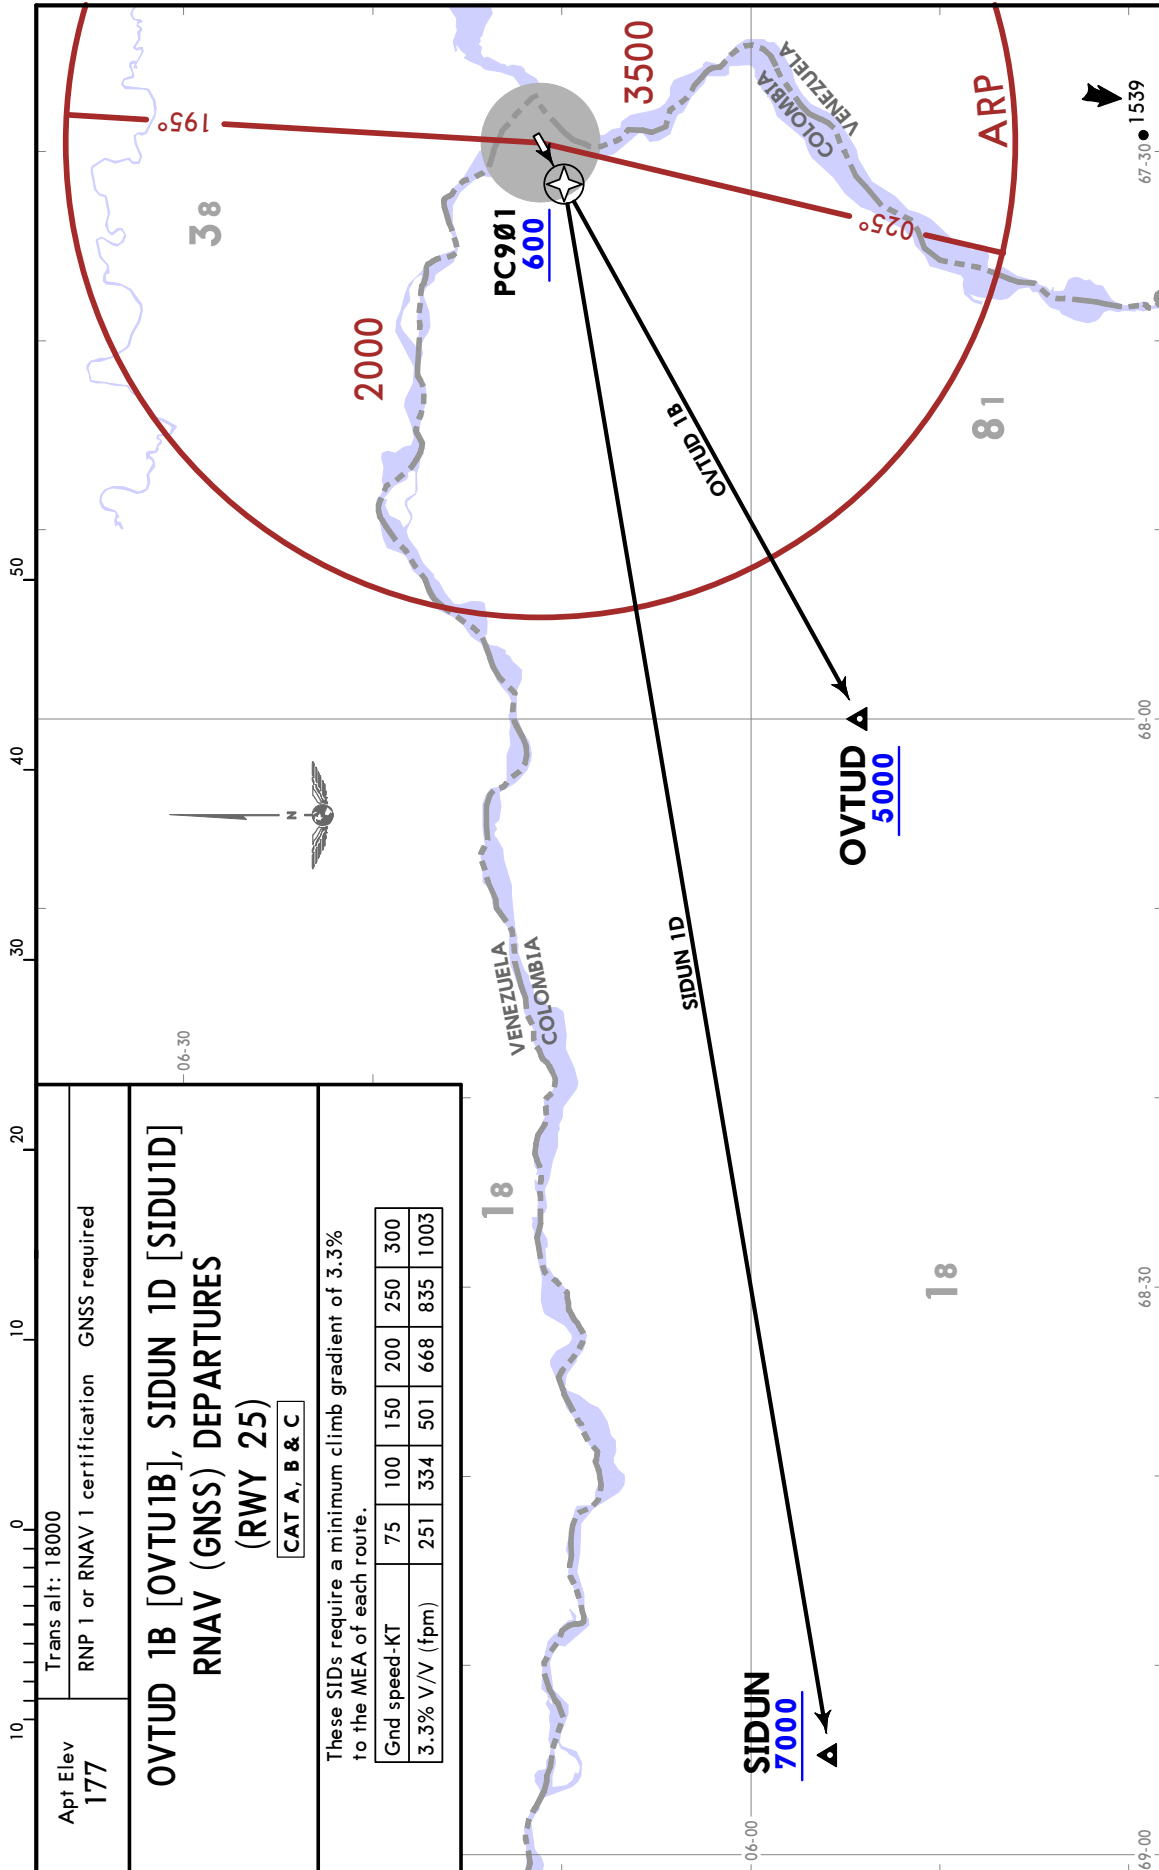 Apt Elev
177
Trans alt: 18000
RNP 1 or RNAV 1 certification GNSS required
OVTUD 1B [OVTU1B], SIDUN 1D [SIDU1D]
RNAV (GNSS) DEPARTURES
(RWY 25)
CAT A, B & C
These SIDs require a minimum climb gradient of 3.3%
to the MEA of each route.
Gnd speed-KT 75 100 150 200 250 300
3.3% V/V (fpm) 251 334 501 668 835 1003
10 0 10 20 30 40 50
06-30
N
195°
38
2000
3500
PC9Ø1
600
VENEZUELA
COLOMBIA
COLOMBIA
VENEZUELA
18
OVTUD 1B
SIDUN 1D
025°
ARP
81
OVTUD
5000
SIDUN
7000
18
06-00
1539
67-30
68-00
68-30
69-00